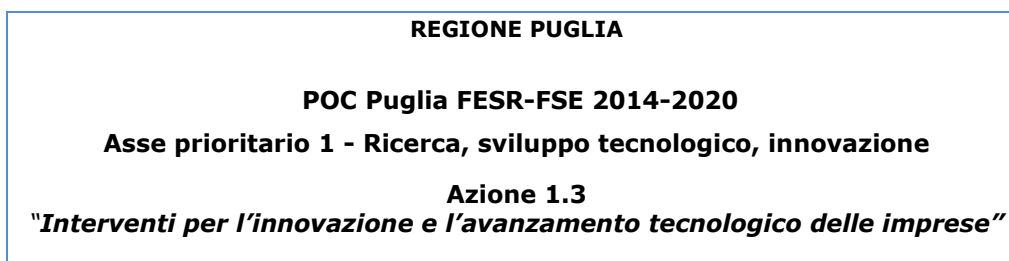 REGIONE PUGLIA
POC Puglia FESR-FSE 2014-2020
Asse prioritario 1 - Ricerca, sviluppo tecnologico, innovazione
Azione 1.3
“Interventi per l’innovazione e l’avanzamento tecnologico delle imprese”